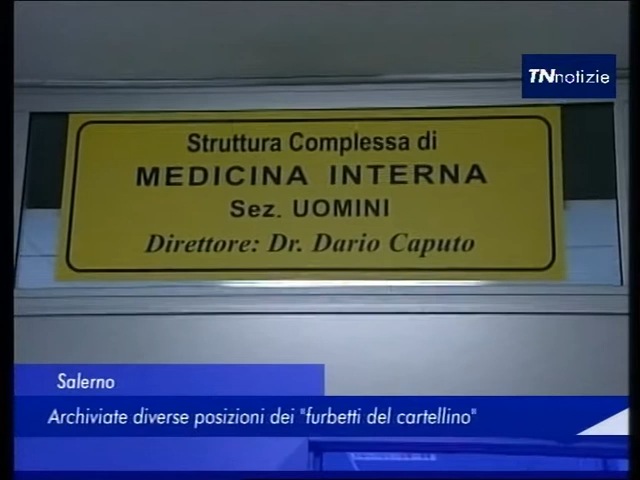 TNnotizie
Struttura Complessa di
MEDICINA INTERNA
Sez. UOMINI
Direttore: Dr. Dario Caputo
Salerno
Archiviate diverse posizioni dei "furbetti del cartellino"